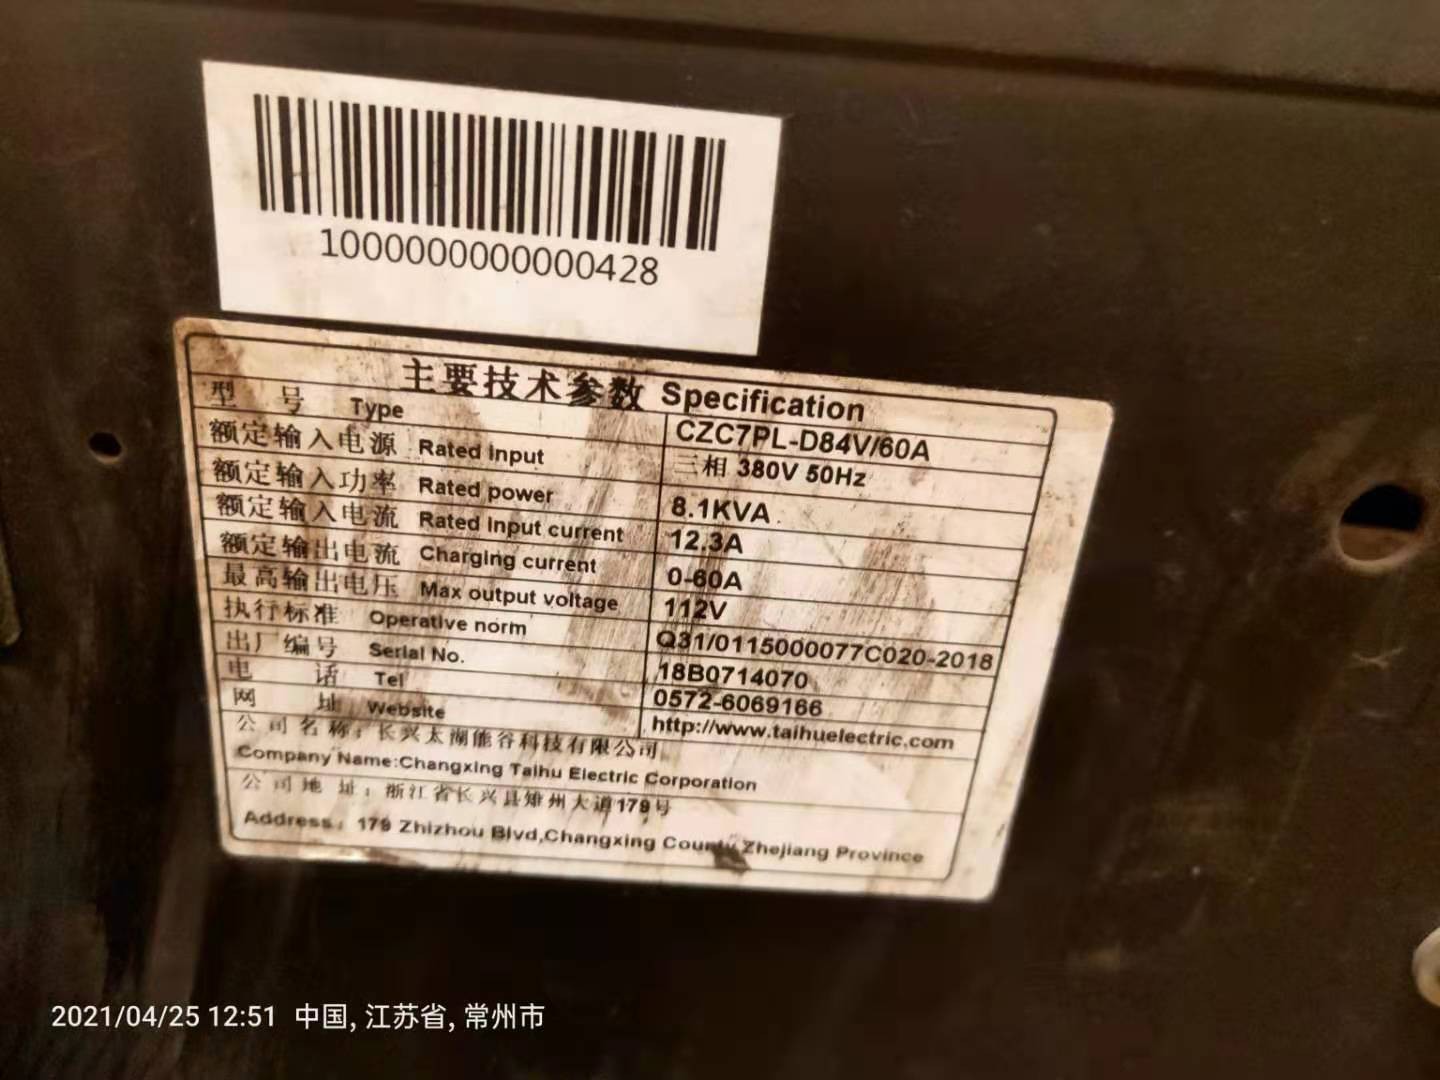 1000000000000428
主要技术参数 Specification
型 号 Type CZC7PL-D84V/60A
额定输入电源 Rated input 三相 380V 50Hz
额定输入功率 Rated power 8.1KVA
额定输入电流 Rated input current 12.3A
额定输出电流 Charging current 0-60A
最高输出电压 Max output voltage 112V
执行标准 Operative norm Q31/0115000077C020-2018
出厂编号 Serial No. 18B0714070
电 话 Tel 0572-6069166
网 址 Website http://www.taihuelectric.com
公司名称：长兴太湖能谷科技有限公司
Company Name:Changxing Taihu Electric Corporation
公司地址：浙江省长兴县雉州大道179号
Address：179 Zhizhou Blvd,Changxing County Zhejiang Province
2021/04/25 12:51 中国, 江苏省, 常州市